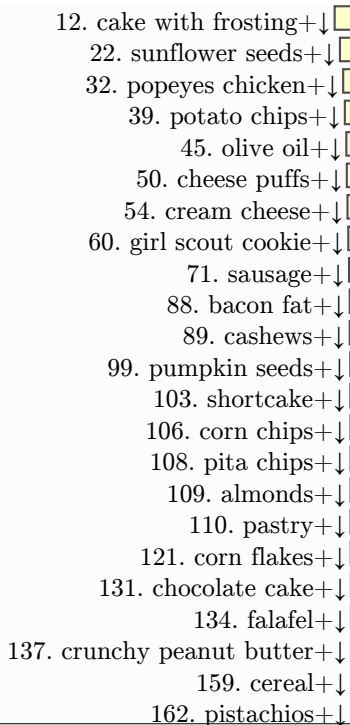 12. cake with frosting+↓
22. sunflower seeds+↓
32. popeyes chicken+↓
39. potato chips+↓
45. olive oil+↓
50. cheese puffs+↓
54. cream cheese+↓
60. girl scout cookie+↓
71. sausage+↓
88. bacon fat+↓
89. cashews+↓
99. pumpkin seeds+↓
103. shortcake+↓
106. corn chips+↓
108. pita chips+↓
109. almonds+↓
110. pastry+↓
121. corn flakes+↓
131. chocolate cake+↓
134. falafel+↓
137. crunchy peanut butter+↓
159. cereal+↓
162. pistachios+↓